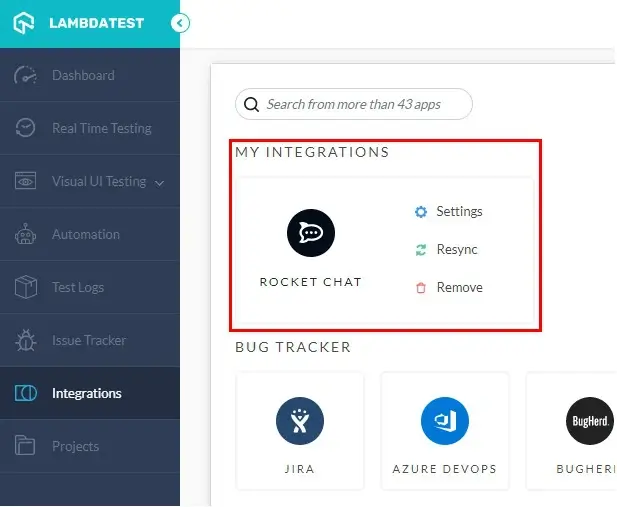 LAMBDATEST
Dashboard
Real Time Testing
Visual UI Testing
Automation
Test Logs
Issue Tracker
Integrations
Projects
Search from more than 43 apps
MY INTEGRATIONS
ROCKET CHAT
Settings
Resync
Remove
BUG TRACKER
JIRA
AZURE DEVOPS
BugHerd.
BUGHER